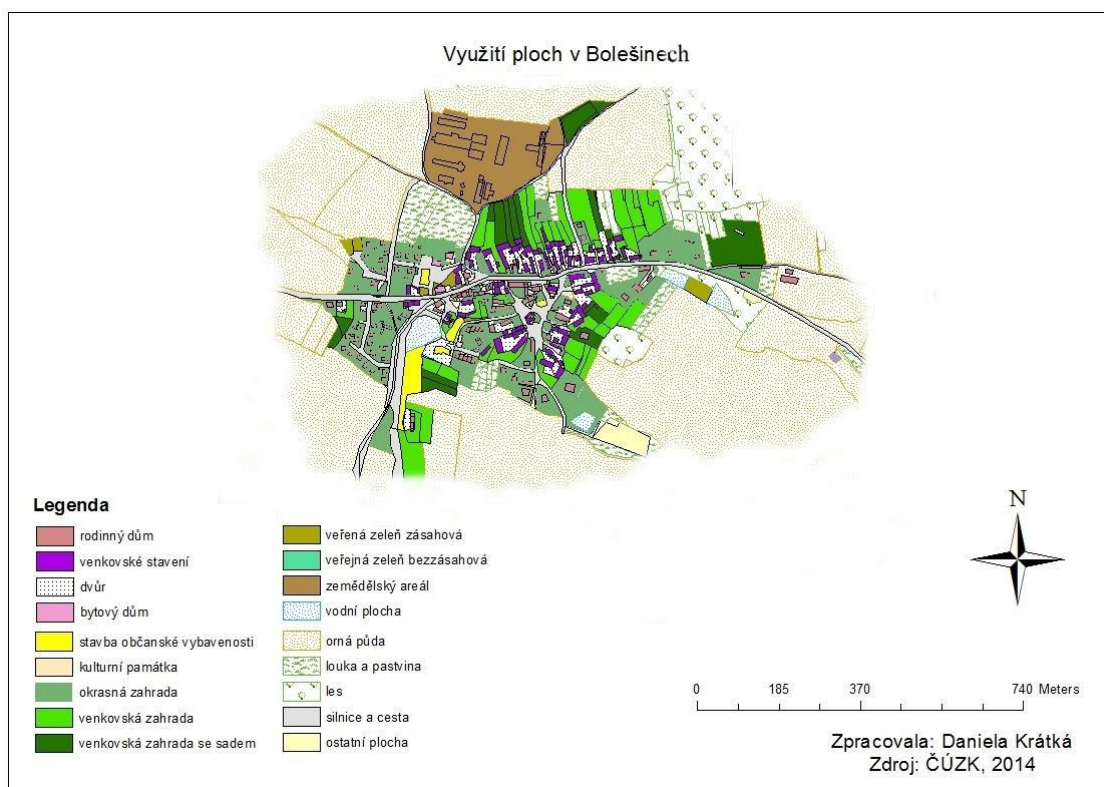 Využití ploch v Bolešinech
Legenda
rodinný dům
venkovské stavení
dvůr
bytový dům
stavba občanské vybavenosti
kulturní památka
okrasná zahrada
venkovská zahrada
venkovská zahrada se sadem
veřená zeleň zásahová
veřejná zeleň bezzásahová
zemědělský areál
vodní plocha
orná půda
louka a pastvina
les
silnice a cesta
ostatní plocha
N
0 185 370 740 Meters
Zpracovala: Daniela Krátká
Zdroj: ČÚZK, 2014